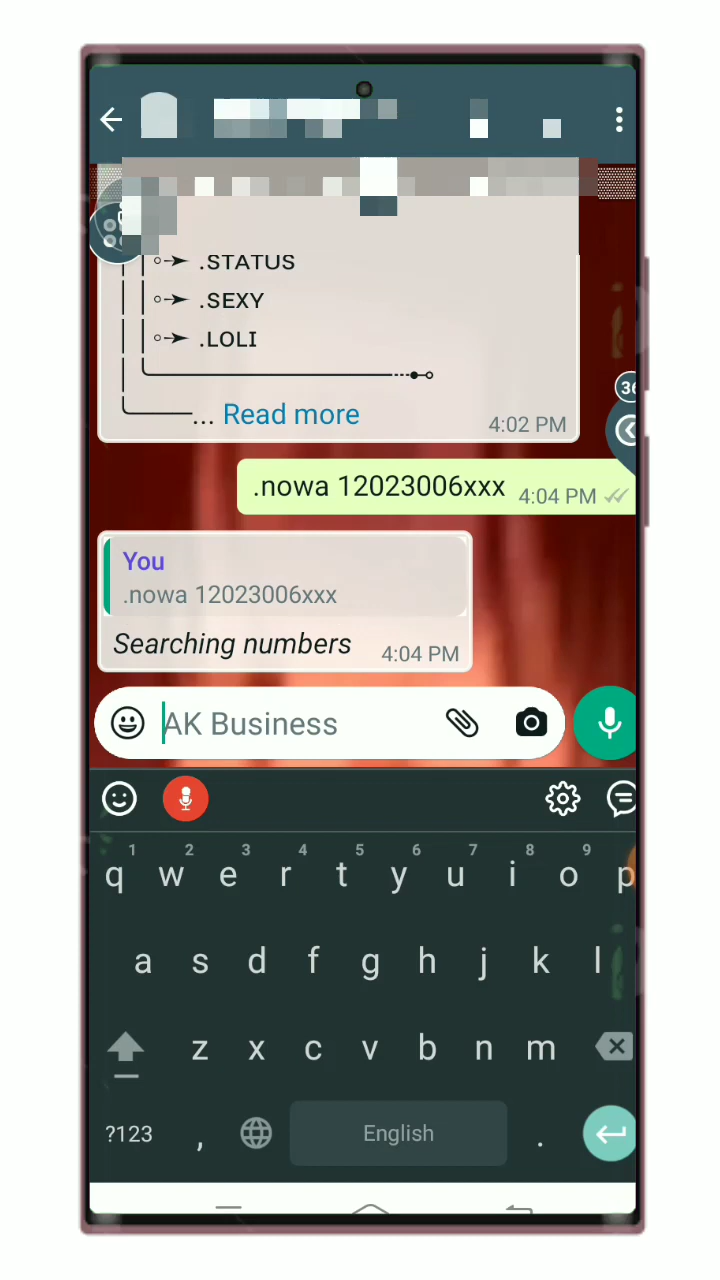 .STATUS
.SEXY
.LOLI
... Read more
4:02 PM
36
.nowa 12023006xxx 4:04 PM
You
.nowa 12023006xxx
Searching numbers 4:04 PM
AK Business
1 2 3 4 5 6 7 8 9
q w e r t y u i o p
a s d f g h j k l
z x c v b n m
?123 , English .